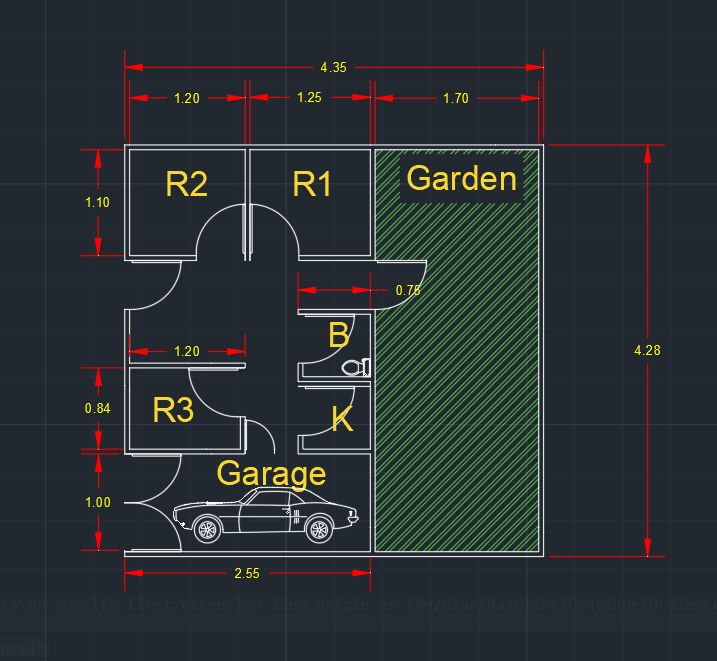 4.35
1.20
1.25
1.70
R2
R1
Garden
1.10
0.75
B
1.20
4.28
0.84
R3
K
Garage
1.00
2.55
ts or specify first extension line origin or [Angular/Baseline/Continue/Ordinat
ncel*